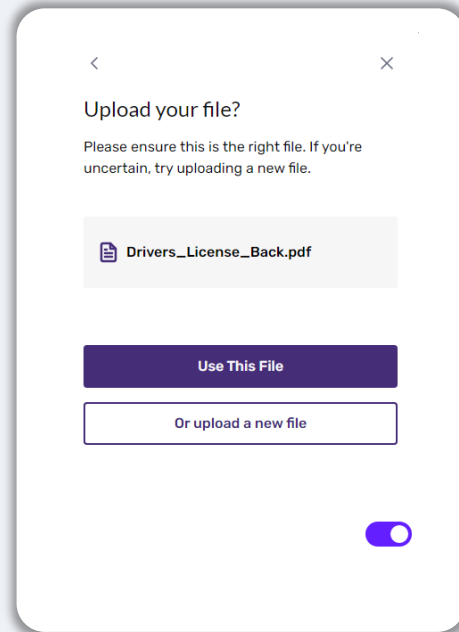 Upload your file?
Please ensure this is the right file. If you're
uncertain, try uploading a new file.
Drivers_License_Back.pdf
Use This File
Or upload a new file